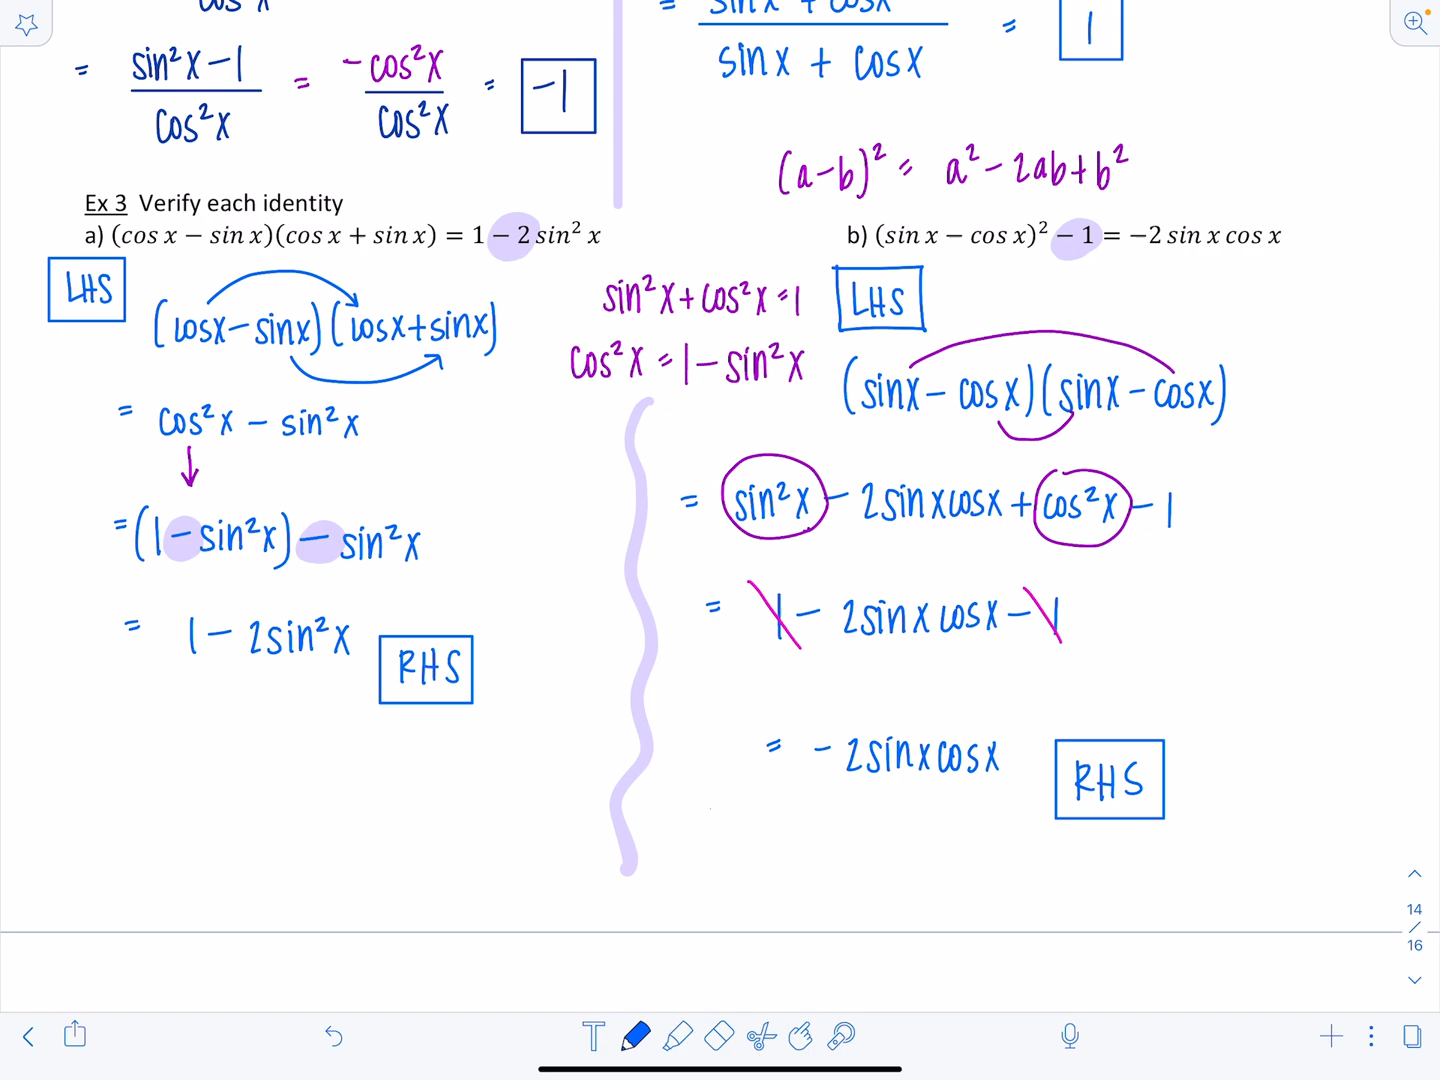 = sin²x − 1 / cos²x = −cos²x / cos²x = −1
= sin x + cos x / sin x + cos x = 1
(a−b)² = a² − 2ab + b²
Ex 3 Verify each identity
a) (cos x − sin x)(cos x + sin x) = 1 − 2 sin² x
LHS
(cosx − sinx)(cosx + sinx)
= cos²x − sin²x
= (1 − sin²x) − sin²x
= 1 − 2sin²x
RHS
sin²x + cos²x = 1
cos²x = 1 − sin²x
b) (sin x − cos x)² − 1 = −2 sin x cos x
LHS
(sinx − cosx)(sinx − cosx)
= sin²x − 2sinxcosx + cos²x − 1
= 1 − 2sinxcosx − 1
= − 2sinxcosx
RHS
14
/
16
T